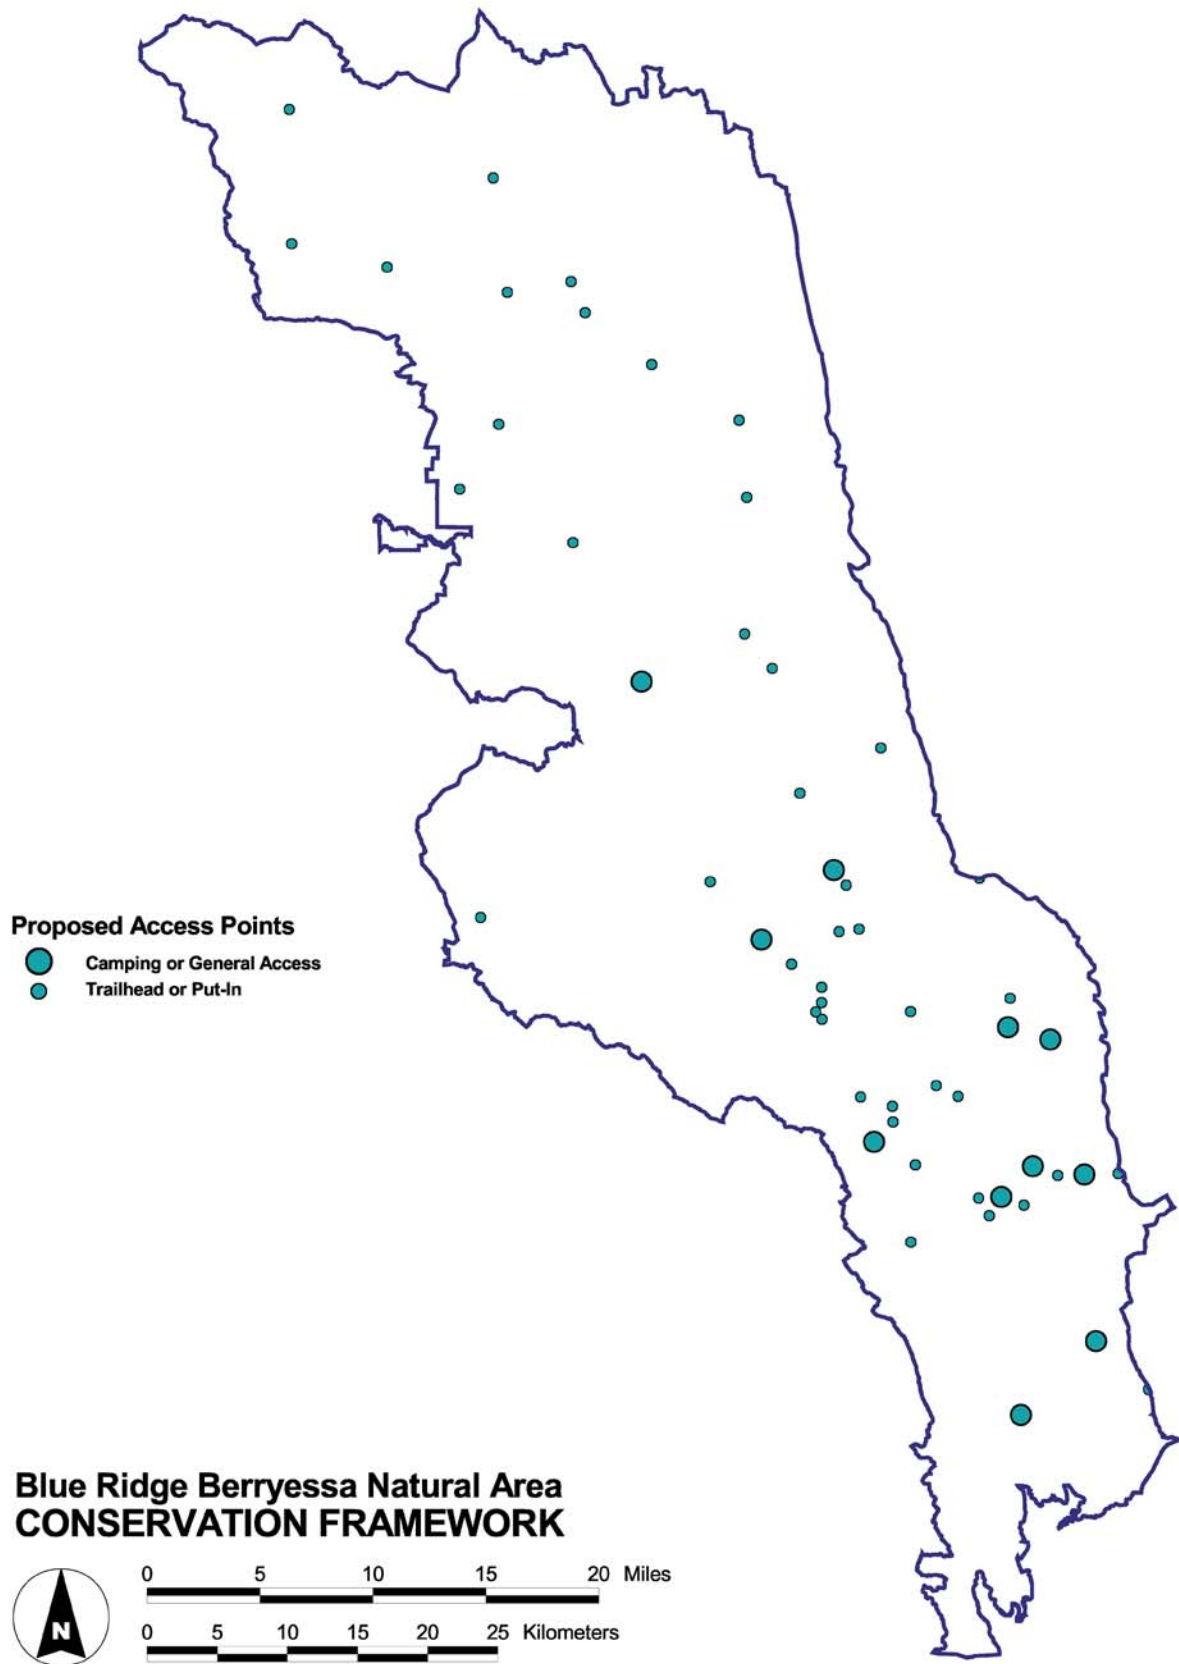 Proposed Access Points
Camping or General Access
Trailhead or Put-In
Blue Ridge Berryessa Natural Area
CONSERVATION FRAMEWORK
N
0 5 10 15 20 Miles
0 5 10 15 20 25 Kilometers